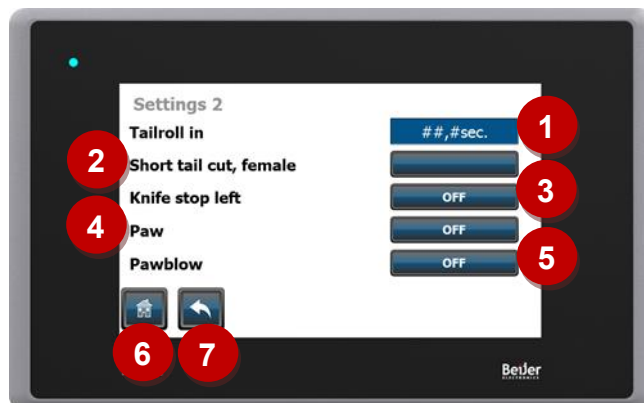 Settings 2
Tailroll in ##,#sec. 1
2 Short tail cut, female
Knife stop left OFF 3
4 Paw OFF
Pawblow OFF 5
6 7
Beijer
ELECTRONICS